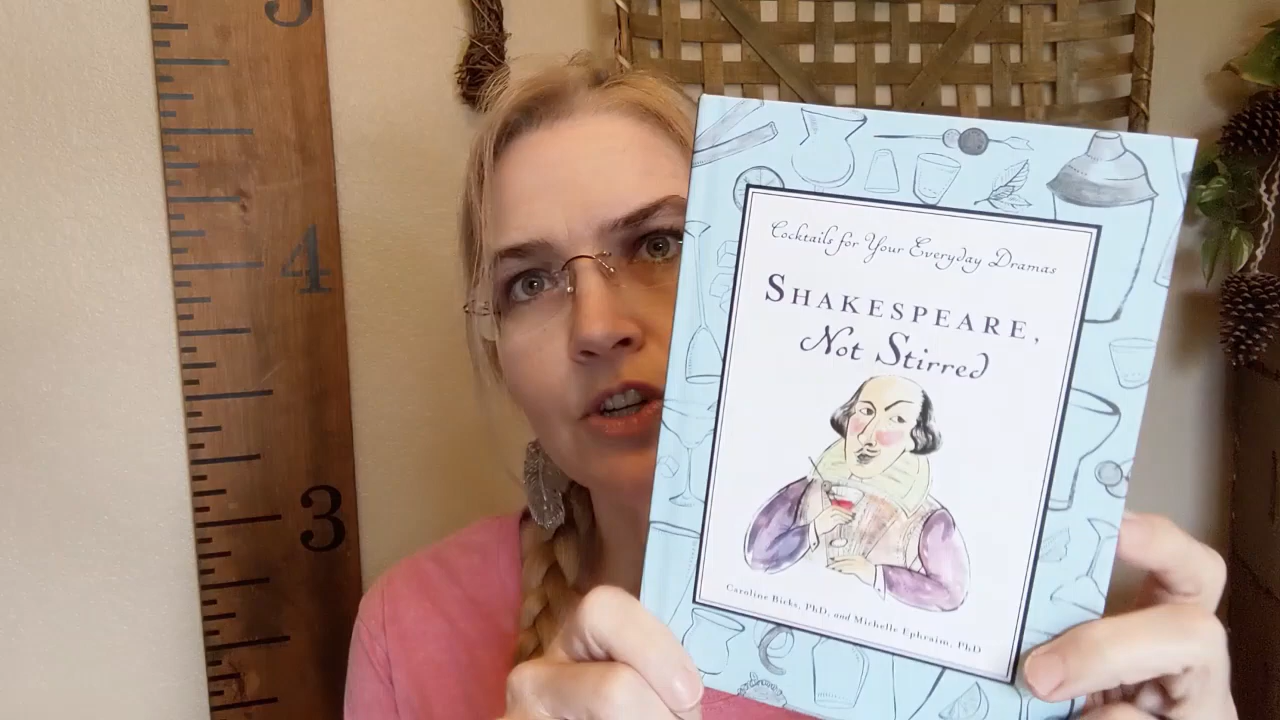 5
4
3
Cocktails for Your Everyday Dramas
SHAKESPEARE,
Not Stirred
Caroline Bicks, PhD, and Michelle Ephraim, PhD